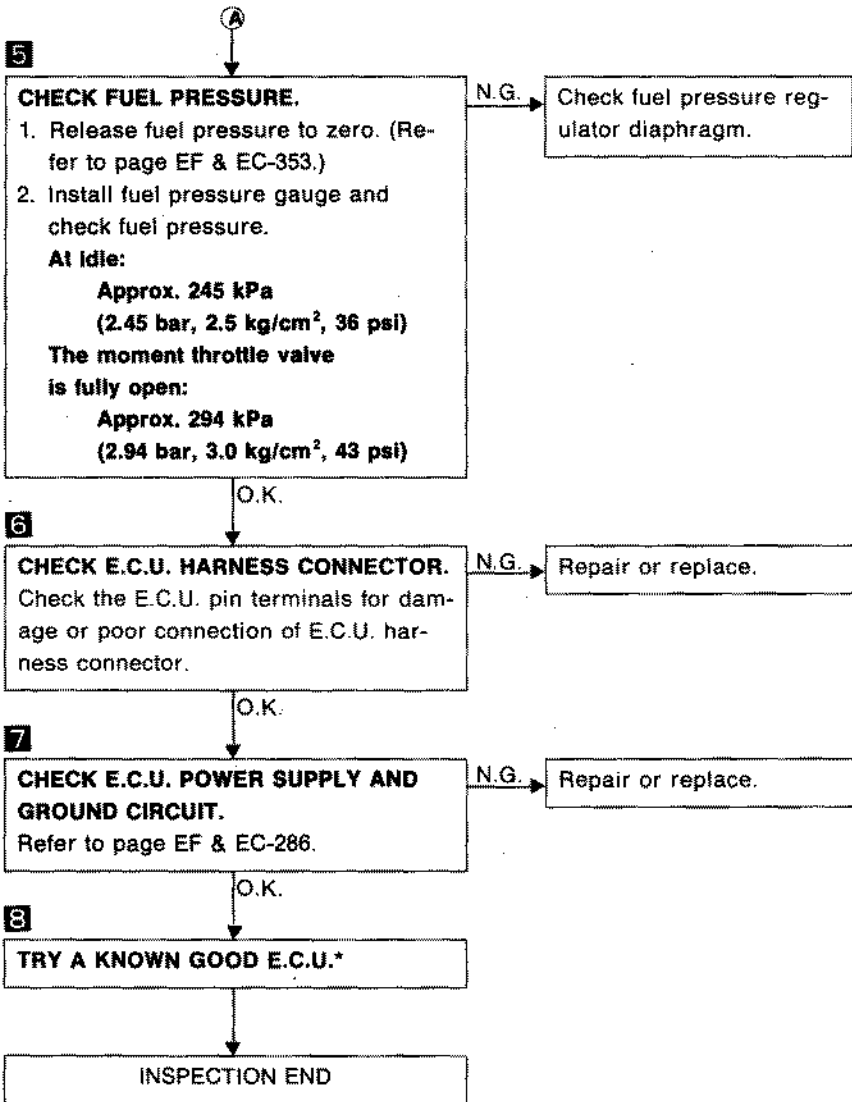 A
5
CHECK FUEL PRESSURE.
1. Release fuel pressure to zero. (Re-
fer to page EF & EC-353.)
2. Install fuel pressure gauge and
check fuel pressure.
At idle:
Approx. 245 kPa
(2.45 bar, 2.5 kg/cm², 36 psi)
The moment throttle valve
is fully open:
Approx. 294 kPa
(2.94 bar, 3.0 kg/cm², 43 psi)
N.G.
Check fuel pressure reg-
ulator diaphragm.
O.K.
6
CHECK E.C.U. HARNESS CONNECTOR.
Check the E.C.U. pin terminals for dam-
age or poor connection of E.C.U. har-
ness connector.
N.G.
Repair or replace.
O.K.
7
CHECK E.C.U. POWER SUPPLY AND
GROUND CIRCUIT.
Refer to page EF & EC-286.
N.G.
Repair or replace.
O.K.
8
TRY A KNOWN GOOD E.C.U.*
INSPECTION END